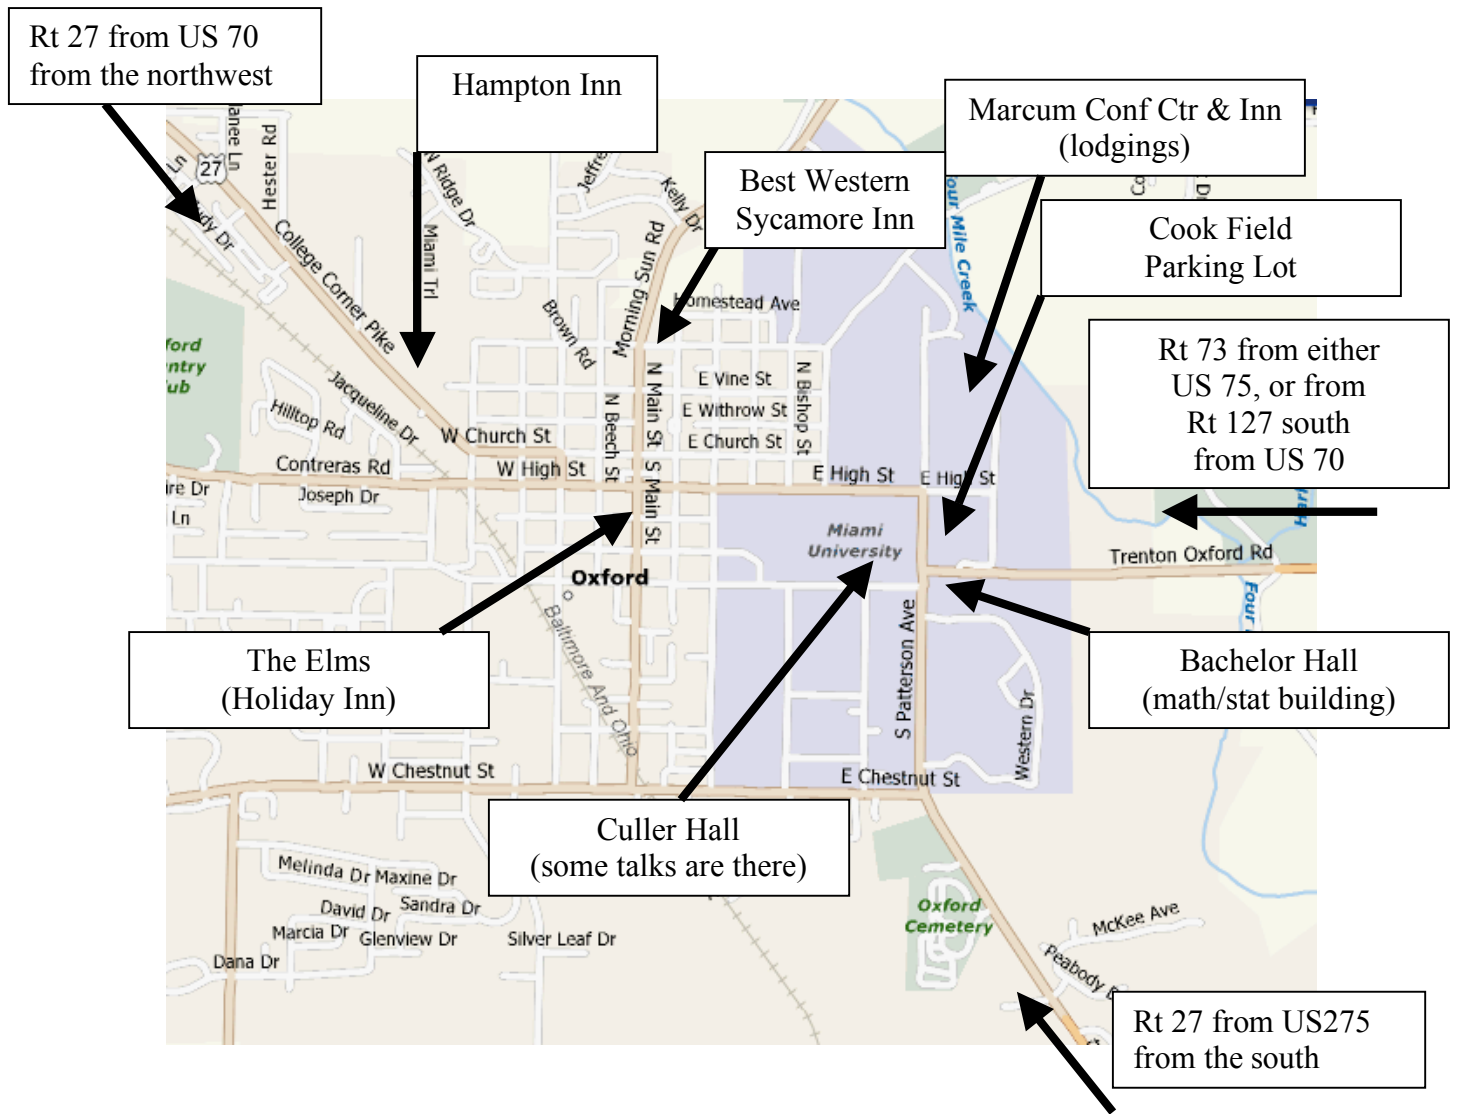 Rt 27 from US 70
from the northwest
Hampton Inn
Marcum Conf Ctr & Inn
(lodgings)
Best Western
Sycamore Inn
Cook Field
Parking Lot
Rt 73 from either
US 75, or from
Rt 127 south
from US 70
The Elms
(Holiday Inn)
Bachelor Hall
(math/stat building)
Culler Hall
(some talks are there)
Rt 27 from US275
from the south
27
Ln
Hester Rd
N Ridge Dr
Miami Trl
Kelly Dr
College Corner Pike
Morning Sun Rd
Homestead Ave
Brown Rd
Mile Creek
N Main St
E Vine St
N Bishop St
N Beech St
E Withrow St
E Church St
Jacqueline Dr
Hilltop Rd
W Church St
Contreras Rd
W High St
S Main St
E High St
E High St
Joseph Dr
Ln
Miami
University
Trenton Oxford Rd
Oxford
Baltimore And Ohio
S Patterson Ave
Four
Western Dr
W Chestnut St
E Chestnut St
Melinda Dr
Maxine Dr
David Dr
Sandra Dr
Marcia Dr
Glenview Dr
Silver Leaf Dr
Dana Dr
Oxford
Cemetery
McKee Ave
Peabody